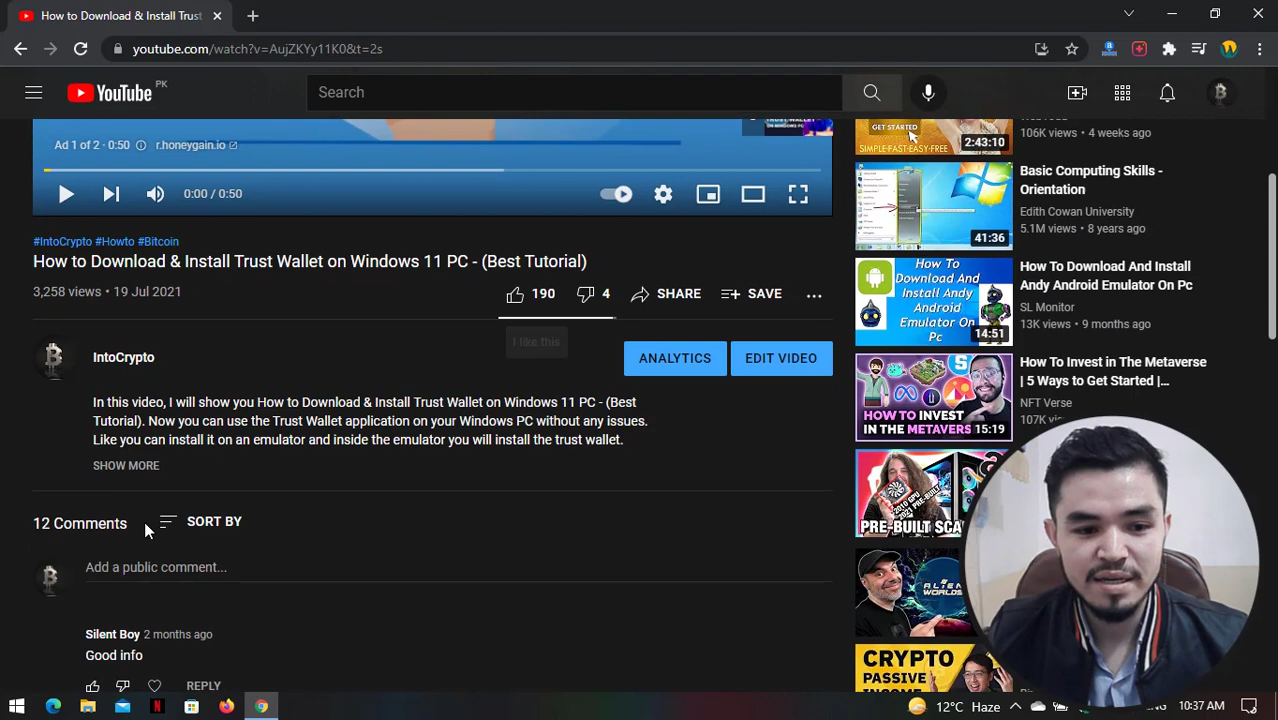 How to Download & Install Trust
youtube.com/watch?v=AujZKYy11K0&t=2s
YouTube PK
Search
Ad 1 of 2 · 0:50 r.honeygain.io
0:00 / 0:50
#IntoCrypto #Howto #Bitcoin
How to Download & Install Trust Wallet on Windows 11 PC - (Best Tutorial)
3,258 views • 19 Jul 2021
190 4 SHARE SAVE
I like this
IntoCrypto
ANALYTICS EDIT VIDEO
In this video, I will show you How to Download & Install Trust Wallet on Windows 11 PC - (Best
Tutorial). Now you can use the Trust Wallet application on your Windows PC without any issues.
Like you can install it on an emulator and inside the emulator you will install the trust wallet.
SHOW MORE
12 Comments SORT BY
Add a public comment...
Silent Boy 2 months ago
Good info
REPLY
GET STARTED
SIMPLE-FAST-EASY-FREE
2:43:10
106K views • 4 weeks ago
41:36
Basic Computing Skills -
Orientation
Edith Cowan University
5.1M views • 8 years ago
How To
Download And
Install Andy
Android
Emulator On
Pc
14:51
How To Download And Install
Andy Android Emulator On Pc
SL Monitor
13K views • 9 months ago
HOW TO INVEST
IN THE METAVERS
15:19
How To Invest in The Metaverse
| 5 Ways to Get Started |...
NFT Verse
107K
PRE-BUILT SCA
ALIEN
WORLDS
CRYPTO
PASSIVE
INCOME
12°C Haze
10:37 AM